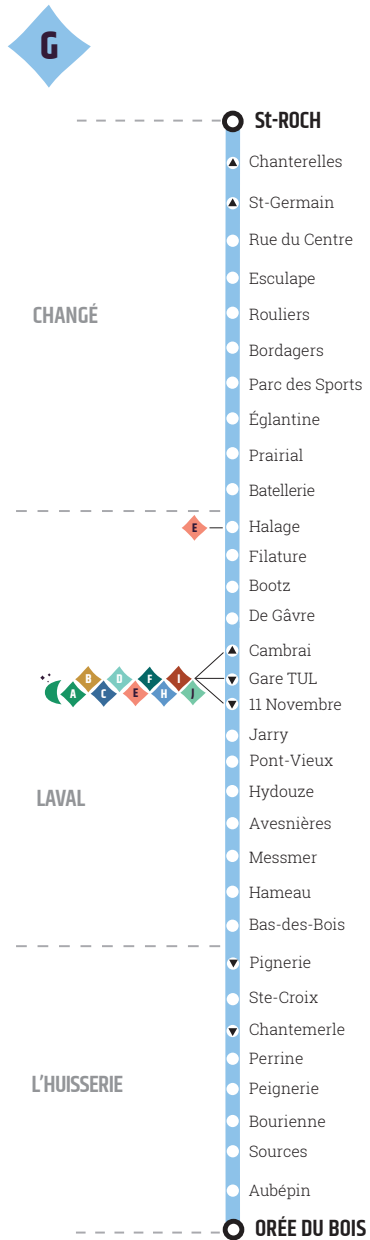 G
St-ROCH
Chanterelles
St-Germain
Rue du Centre
Esculape
CHANGÉ
Rouliers
Bordagers
Parc des Sports
Églantine
Prairial
Batellerie
E Halage
Filature
Bootz
De Gâvre
Cambrai
B D F I Gare TUL
A C E H J
11 Novembre
Jarry
Pont-Vieux
Hydouze
LAVAL
Avesnières
Messmer
Hameau
Bas-des-Bois
Pignerie
Ste-Croix
Chantemerle
Perrine
L'HUISSERIE
Peignerie
Bourienne
Sources
Aubépin
ORÉE DU BOIS